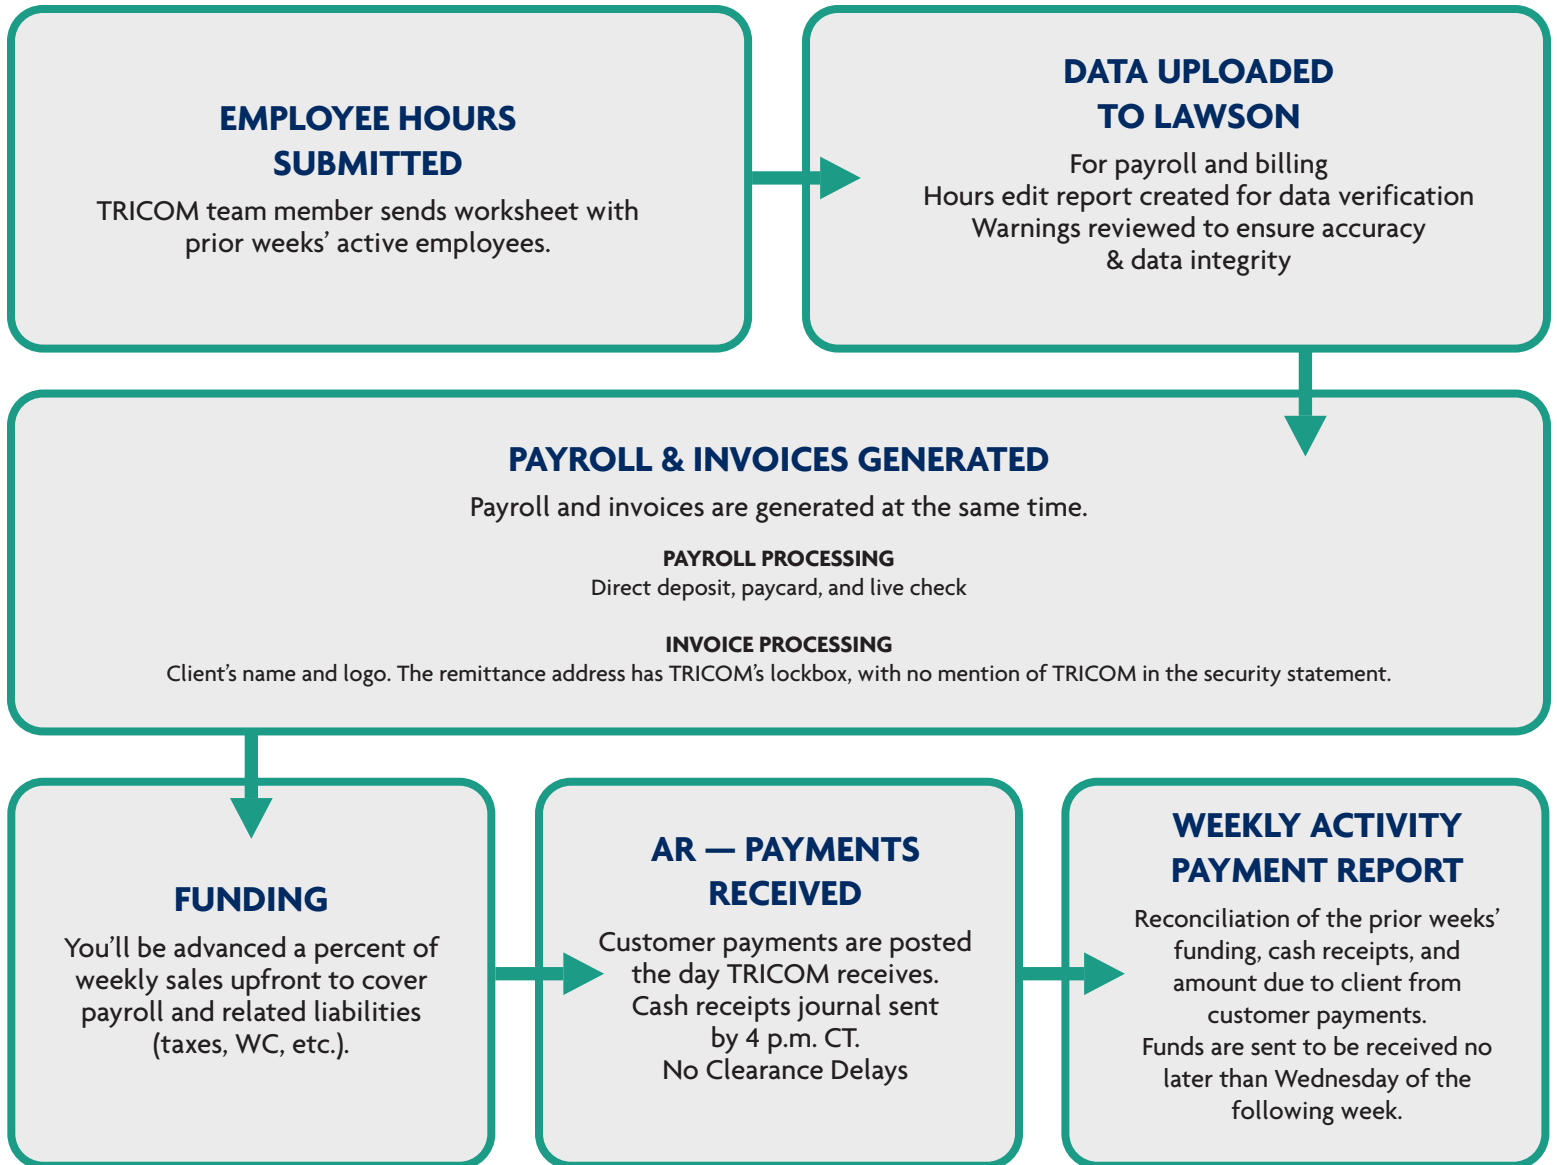 EMPLOYEE HOURS
SUBMITTED
TRICOM team member sends worksheet with
prior weeks’ active employees.
DATA UPLOADED
TO LAWSON
For payroll and billing
Hours edit report created for data verification
Warnings reviewed to ensure accuracy
& data integrity
PAYROLL & INVOICES GENERATED
Payroll and invoices are generated at the same time.
PAYROLL PROCESSING
Direct deposit, paycard, and live check
INVOICE PROCESSING
Client’s name and logo. The remittance address has TRICOM’s lockbox, with no mention of TRICOM in the security statement.
FUNDING
You’ll be advanced a percent of
weekly sales upfront to cover
payroll and related liabilities
(taxes, WC, etc.).
AR — PAYMENTS
RECEIVED
Customer payments are posted
the day TRICOM receives.
Cash receipts journal sent
by 4 p.m. CT.
No Clearance Delays
WEEKLY ACTIVITY
PAYMENT REPORT
Reconciliation of the prior weeks’
funding, cash receipts, and
amount due to client from
customer payments.
Funds are sent to be received no
later than Wednesday of the
following week.